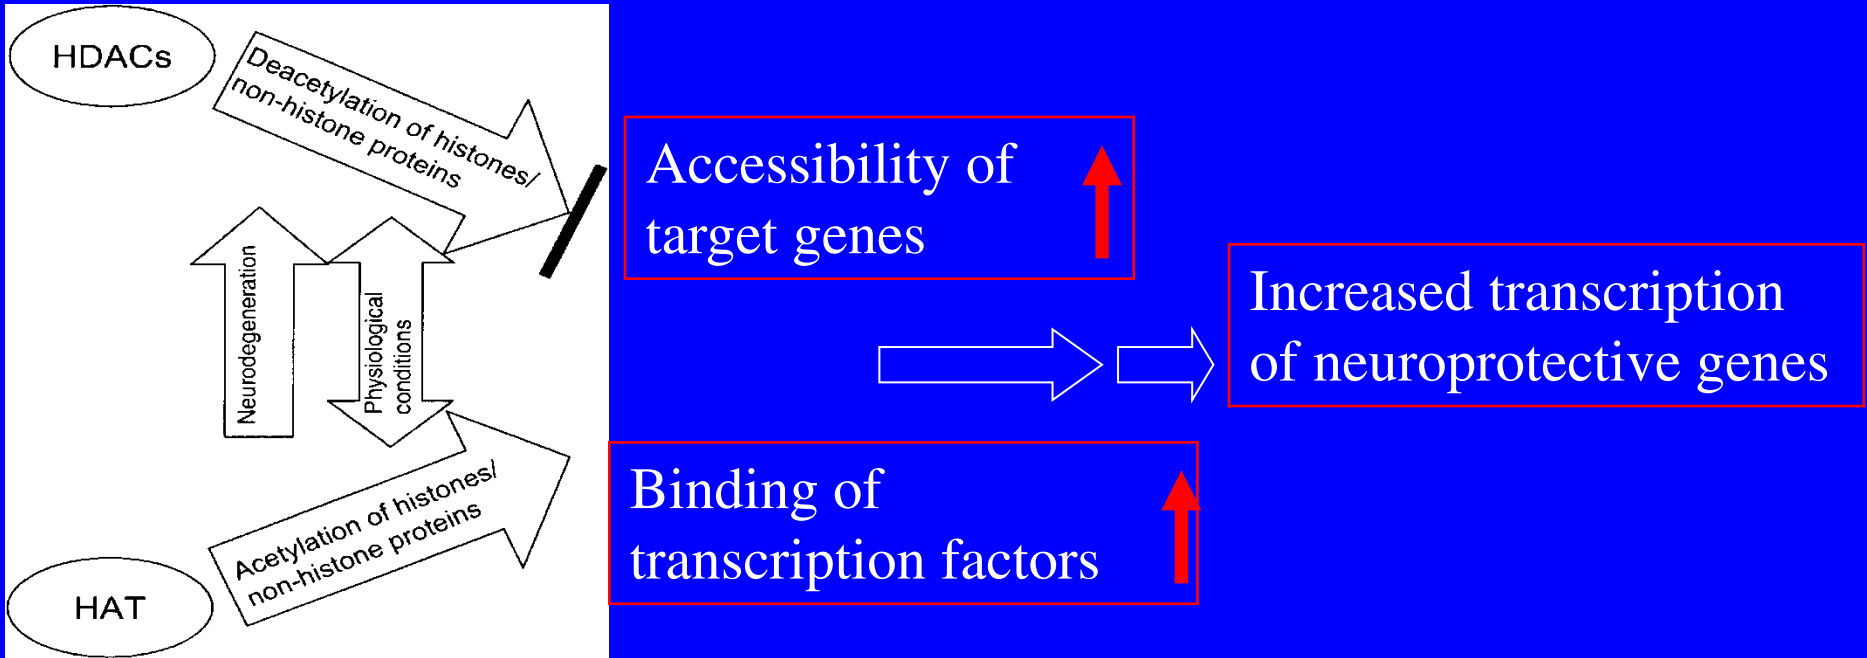 HDACs
Deacetylation of histones/
non-histone proteins
Neurodegeneration
Physiological
conditions
Acetylation of histones/
non-histone proteins
HAT
Accessibility of
target genes
Binding of
transcription factors
Increased transcription
of neuroprotective genes